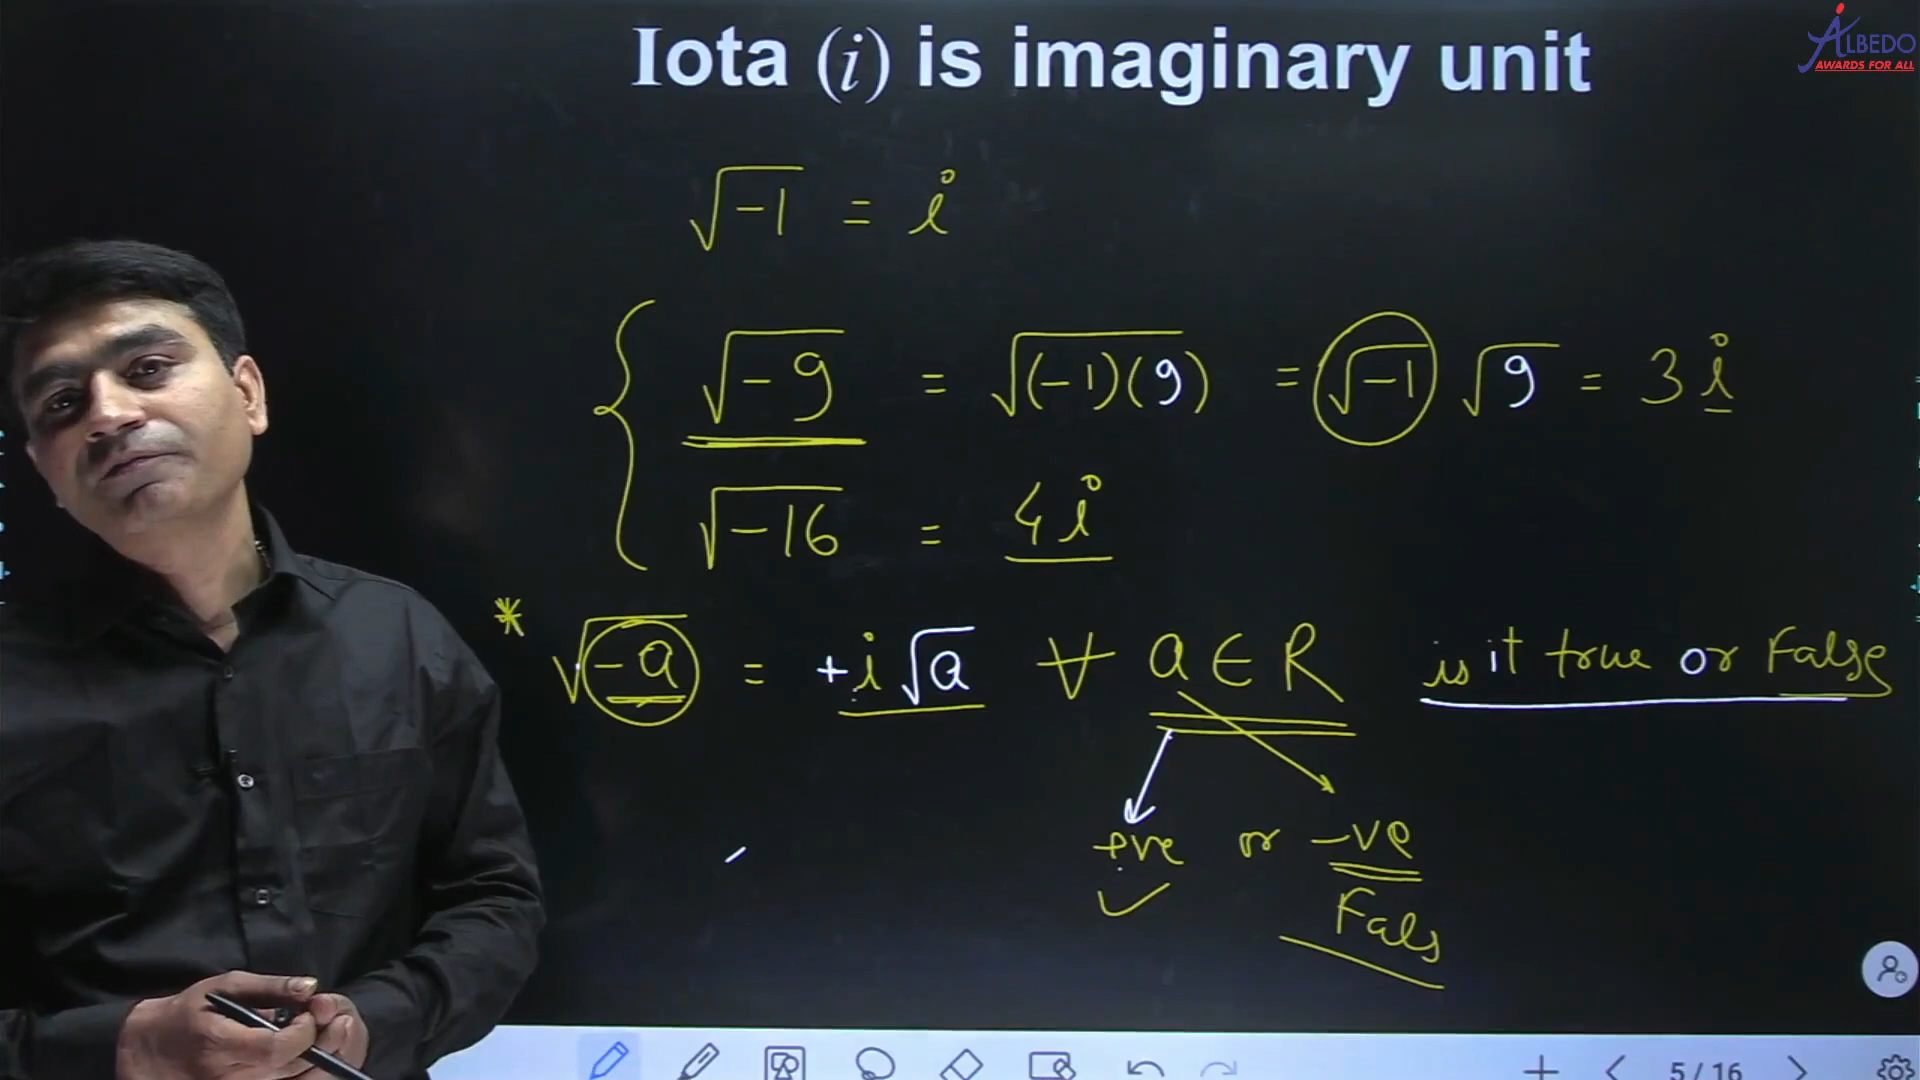 Iota (i) is imaginary unit
ALBEDO
AWARDS FOR ALL
√-1 = i
√-9 = √(-1)(9) = √-1 √9 = 3i
√-16 = 4i
* √-a = +i√a ∀ a ∈ R is it true or False
+ve or -ve
✓ Fals
5 / 16